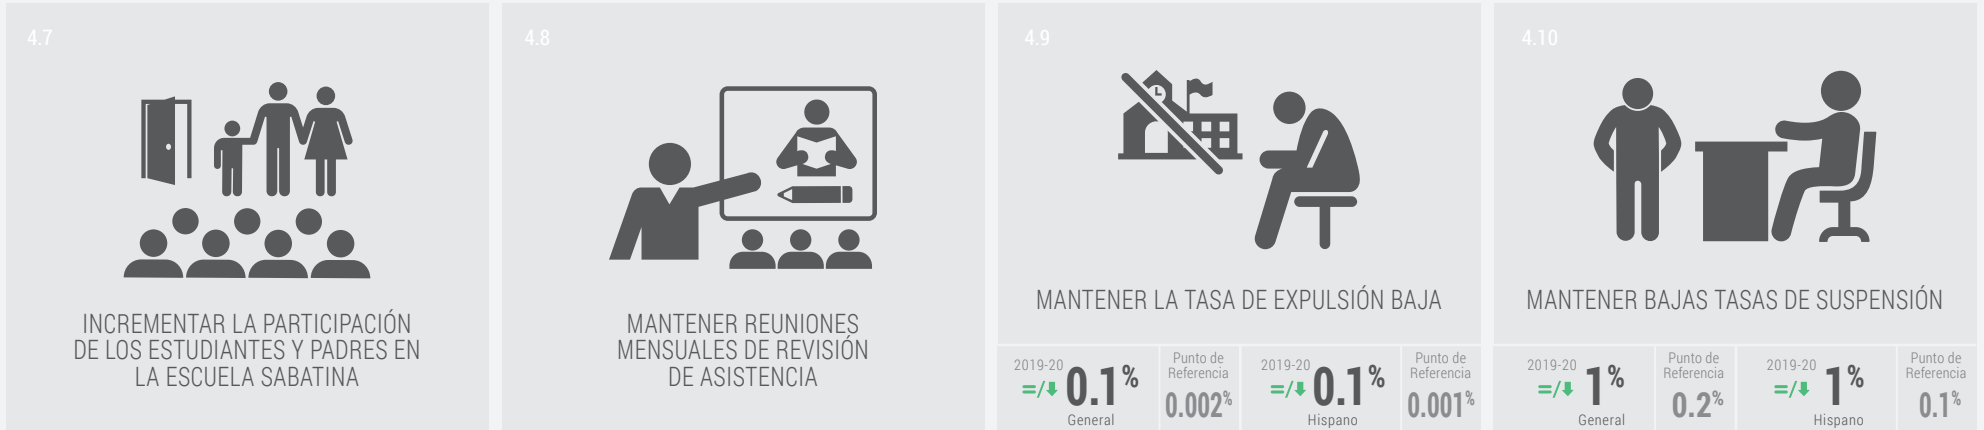 4.7
INCREMENTAR LA PARTICIPACIÓN
DE LOS ESTUDIANTES Y PADRES EN
LA ESCUELA SABATINA
4.8
MANTENER REUNIONES
MENSUALES DE REVISIÓN
DE ASISTENCIA
4.9
MANTENER LA TASA DE EXPULSIÓN BAJA
2019-20
=/⬇ 0.1%
General
Punto de
Referencia
0.002%
2019-20
=/⬇ 0.1%
Hispano
Punto de
Referencia
0.001%
4.10
MANTENER BAJAS TASAS DE SUSPENSIÓN
2019-20
=/⬇ 1%
General
Punto de
Referencia
0.2%
2019-20
=/⬇ 1%
Hispano
Punto de
Referencia
0.1%